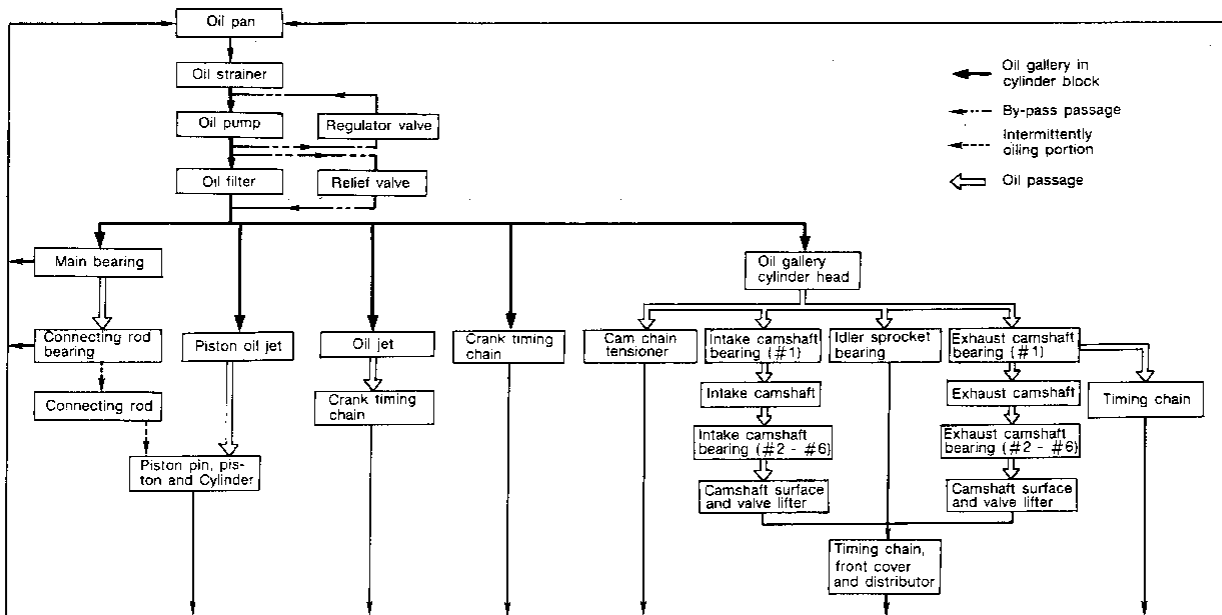 Oil pan
Oil strainer
Oil pump
Regulator valve
Oil filter
Relief valve
Oil gallery in
cylinder block
By-pass passage
Intermittently
oiling portion
Oil passage
Main bearing
Oil gallery
cylinder head
Connecting rod
bearing
Piston oil jet
Oil jet
Crank timing
chain
Cam chain
tensioner
Intake camshaft
bearing (#1)
Idler sprocket
bearing
Exhaust camshaft
bearing (#1)
Connecting rod
Crank timing
chain
Intake camshaft
Exhaust camshaft
Timing chain
Intake camshaft
bearing (#2 - #6)
Exhaust camshaft
bearing (#2 - #6)
Piston pin, pis-
ton and Cylinder
Camshaft surface
and valve lifter
Camshaft surface
and valve lifter
Timing chain,
front cover
and distributor